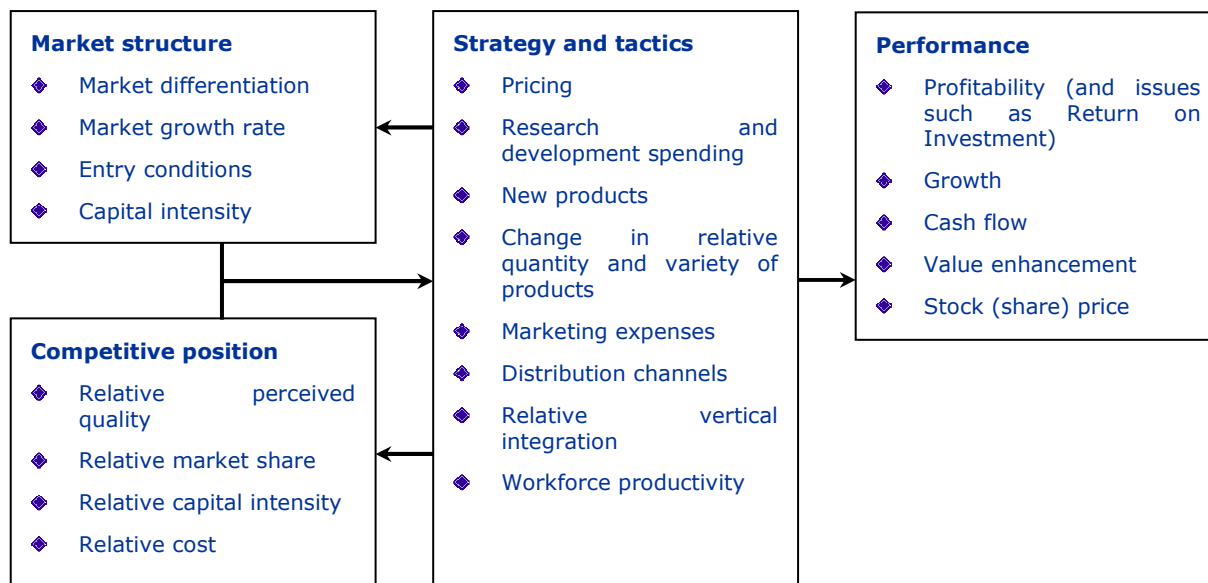 Market structure
Market differentiation
Market growth rate
Entry conditions
Capital intensity
Competitive position
Relative perceived
quality
Relative market share
Relative capital intensity
Relative cost
Strategy and tactics
Pricing
Research and
development spending
New products
Change in relative
quantity and variety of
products
Marketing expenses
Distribution channels
Relative vertical
integration
Workforce productivity
Performance
Profitability (and issues
such as Return on
Investment)
Growth
Cash flow
Value enhancement
Stock (share) price